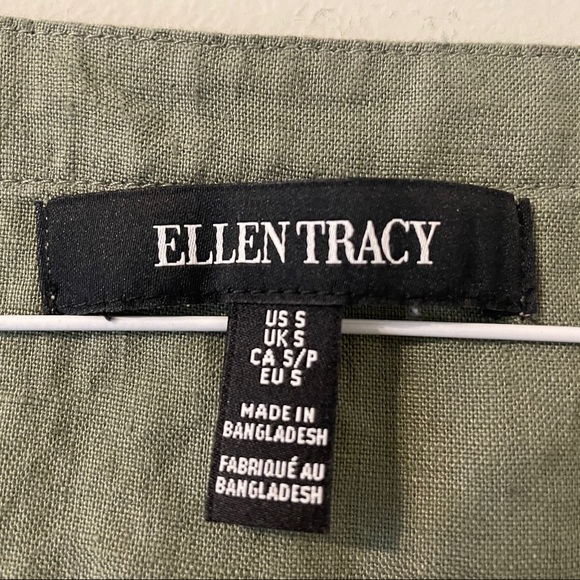 ELLEN TRACY
US S
UK S
CA S/P
EU S
MADE IN
BANGLADESH
FABRIQUÉ AU
BANGLADESH